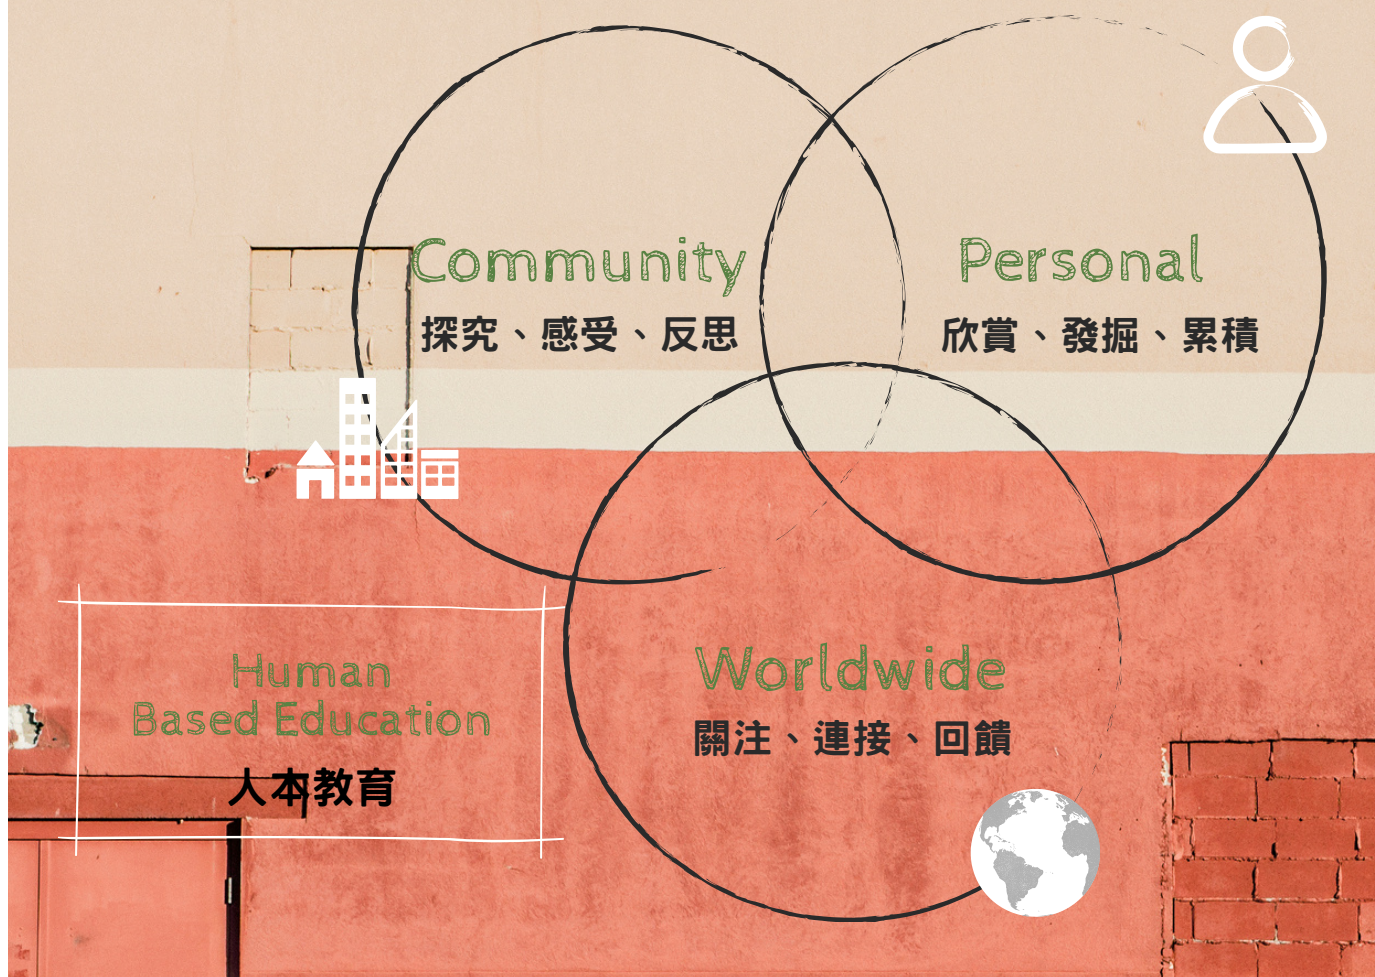 Community
探究、感受、反思
Personal
欣賞、發掘、累積
Human
Based Education
人本教育
Worldwide
關注、連接、回饋